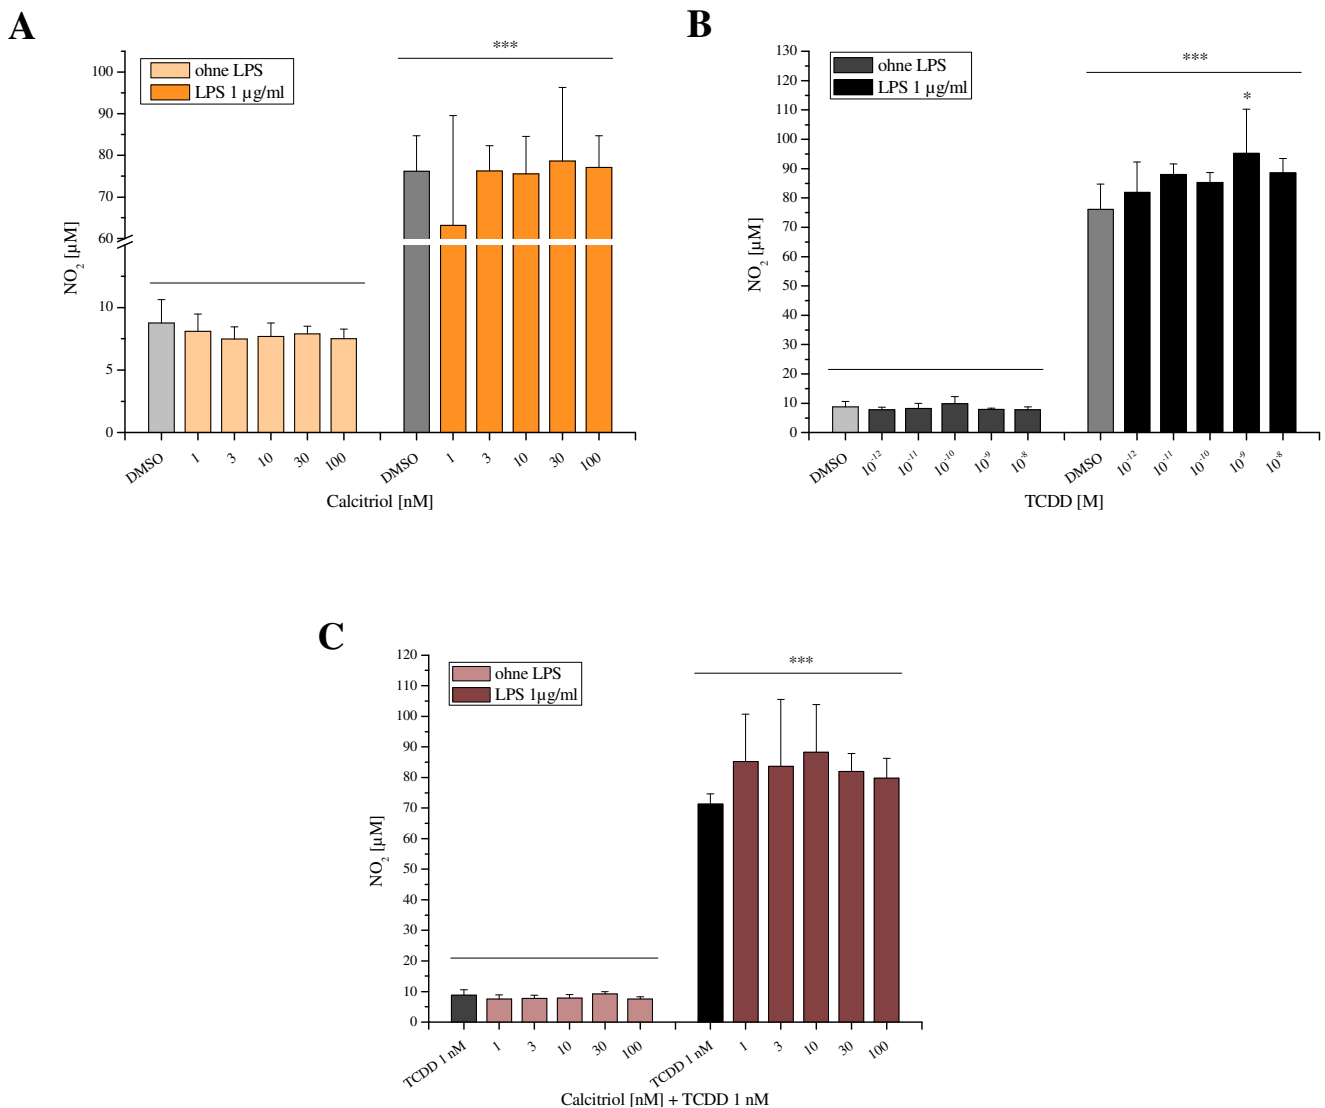 A
***
ohne LPS
LPS 1 µg/ml
100
90
80
70
60
10
5
0
NO2 [µM]
DMSO 1 3 10 30 100 DMSO 1 3 10 30 100
Calcitriol [nM]
B
***
*
ohne LPS
LPS 1 µg/ml
130
120
110
100
90
80
70
60
50
40
30
20
10
0
NO2 [µM]
DMSO 10-12 10-11 10-10 10-9 10-8 DMSO 10-12 10-11 10-10 10-9 10-8
TCDD [M]
C
***
ohne LPS
LPS 1µg/ml
120
110
100
90
80
70
60
50
40
30
20
10
0
NO2 [µM]
TCDD 1 nM 1 3 10 30 100 TCDD 1 nM 1 3 10 30 100
Calcitriol [nM] + TCDD 1 nM